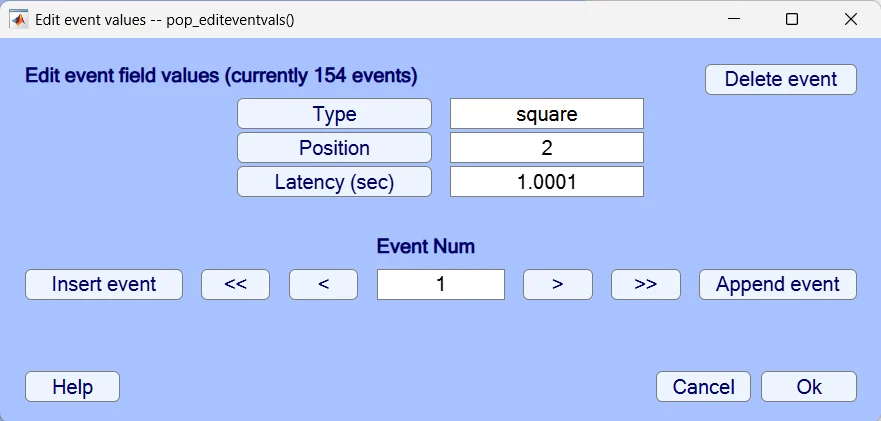 Edit event values -- pop_editeventvals()
Edit event field values (currently 154 events)
Delete event
Type square
Position 2
Latency (sec) 1.0001
Event Num
Insert event << < 1 > >> Append event
Help Cancel Ok